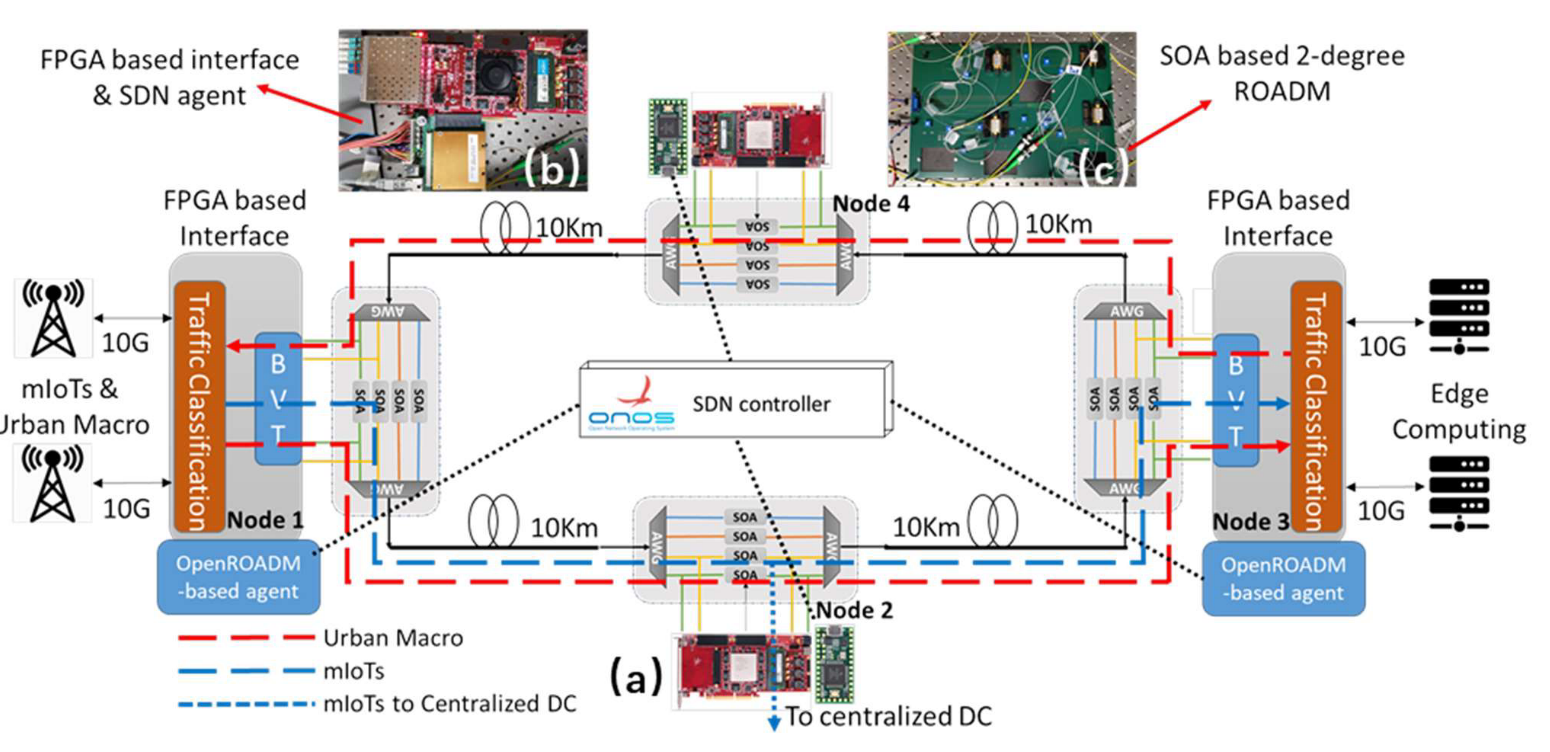 FPGA based interface
& SDN agent
(b)
(c)
SOA based 2-degree
ROADM
FPGA based
Interface
10Km
Node 4
10Km
FPGA based
Interface
AWG
SOA
SOA
SOA
SOA
AWG
10G
mIoTs &
Urban Macro
10G
Traffic Classification
B
V
T
Node 1
OpenROADM
-based agent
AWG
SOA
SOA
SOA
SOA
AWG
onos
Open Network Operating System
SDN controller
AWG
SOA
SOA
SOA
SOA
AWG
B
V
T
Traffic Classification
Node 3
OpenROADM
-based agent
10G
Edge
Computing
10G
10Km
10Km
AWG
SOA
SOA
SOA
SOA
AWG
Node 2
Urban Macro
mIoTs
mIoTs to Centralized DC
(a)
To centralized DC